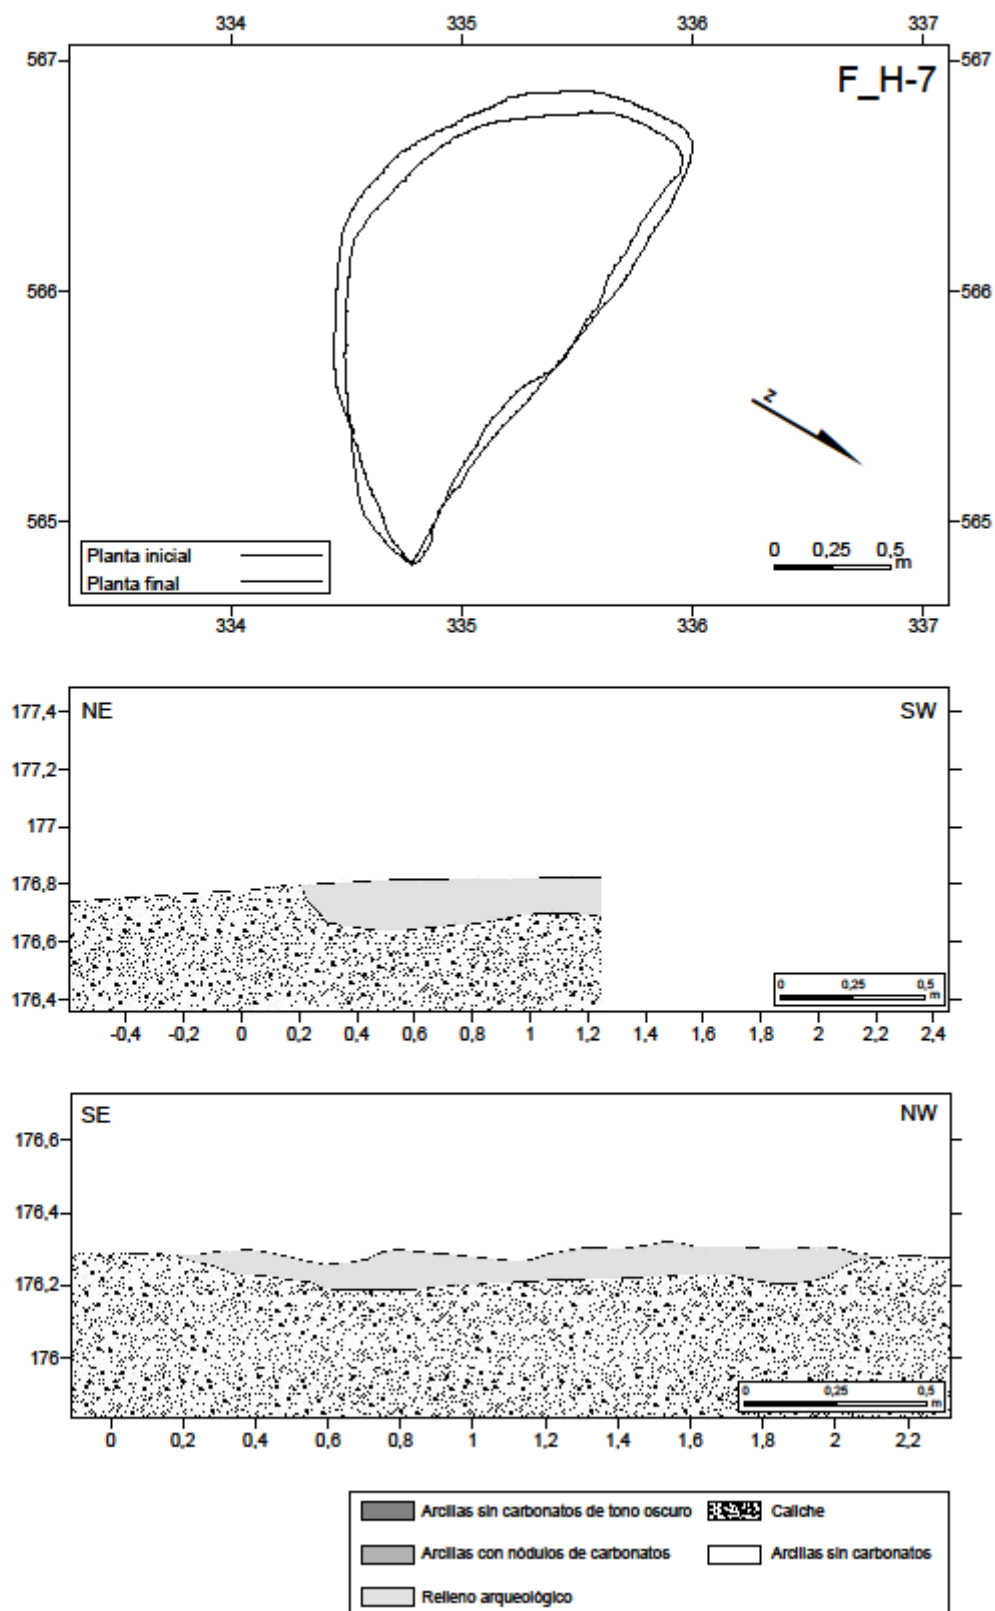 334 335 336 337
567 567
F_H-7
566 566
N
565 565
Planta inicial
Planta final
0 0,25 0,5
m
334 335 336 337
NE SW
177,4
177,2
177
176,8
176,6
176,4
0 0,25 0,5
m
-0,4 -0,2 0 0,2 0,4 0,6 0,8 1 1,2 1,4 1,6 1,8 2 2,2 2,4
SE NW
176,6
176,4
176,2
176
0 0,25 0,5
m
0 0,2 0,4 0,6 0,8 1 1,2 1,4 1,6 1,8 2 2,2
Arcillas sin carbonatos de tono oscuro Caliche
Arcillas con nódulos de carbonatos Arcillas sin carbonatos
Relleno arqueológico